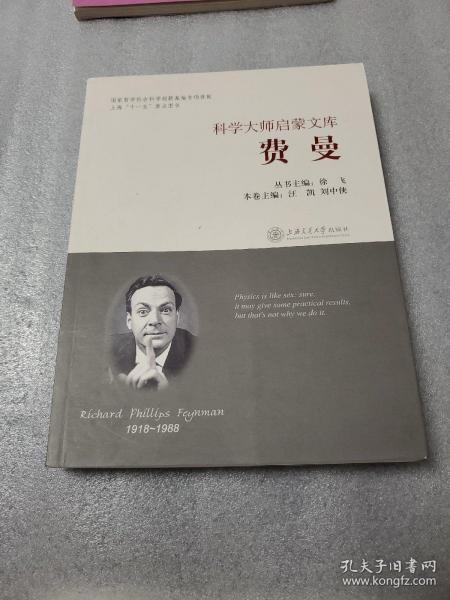 国家哲学社会科学创新基地专项资助
上海"十一五"重点图书
科学大师启蒙文库
费 曼
丛书主编：徐 飞
本卷主编：汪 凯 刘中侠
上海交通大学出版社
Physics is like sex: sure,
it may give some practical results,
but that's not why we do it.
Richard Phillips Feynman
1918~1988
孔夫子旧书网
www.kongfz.com